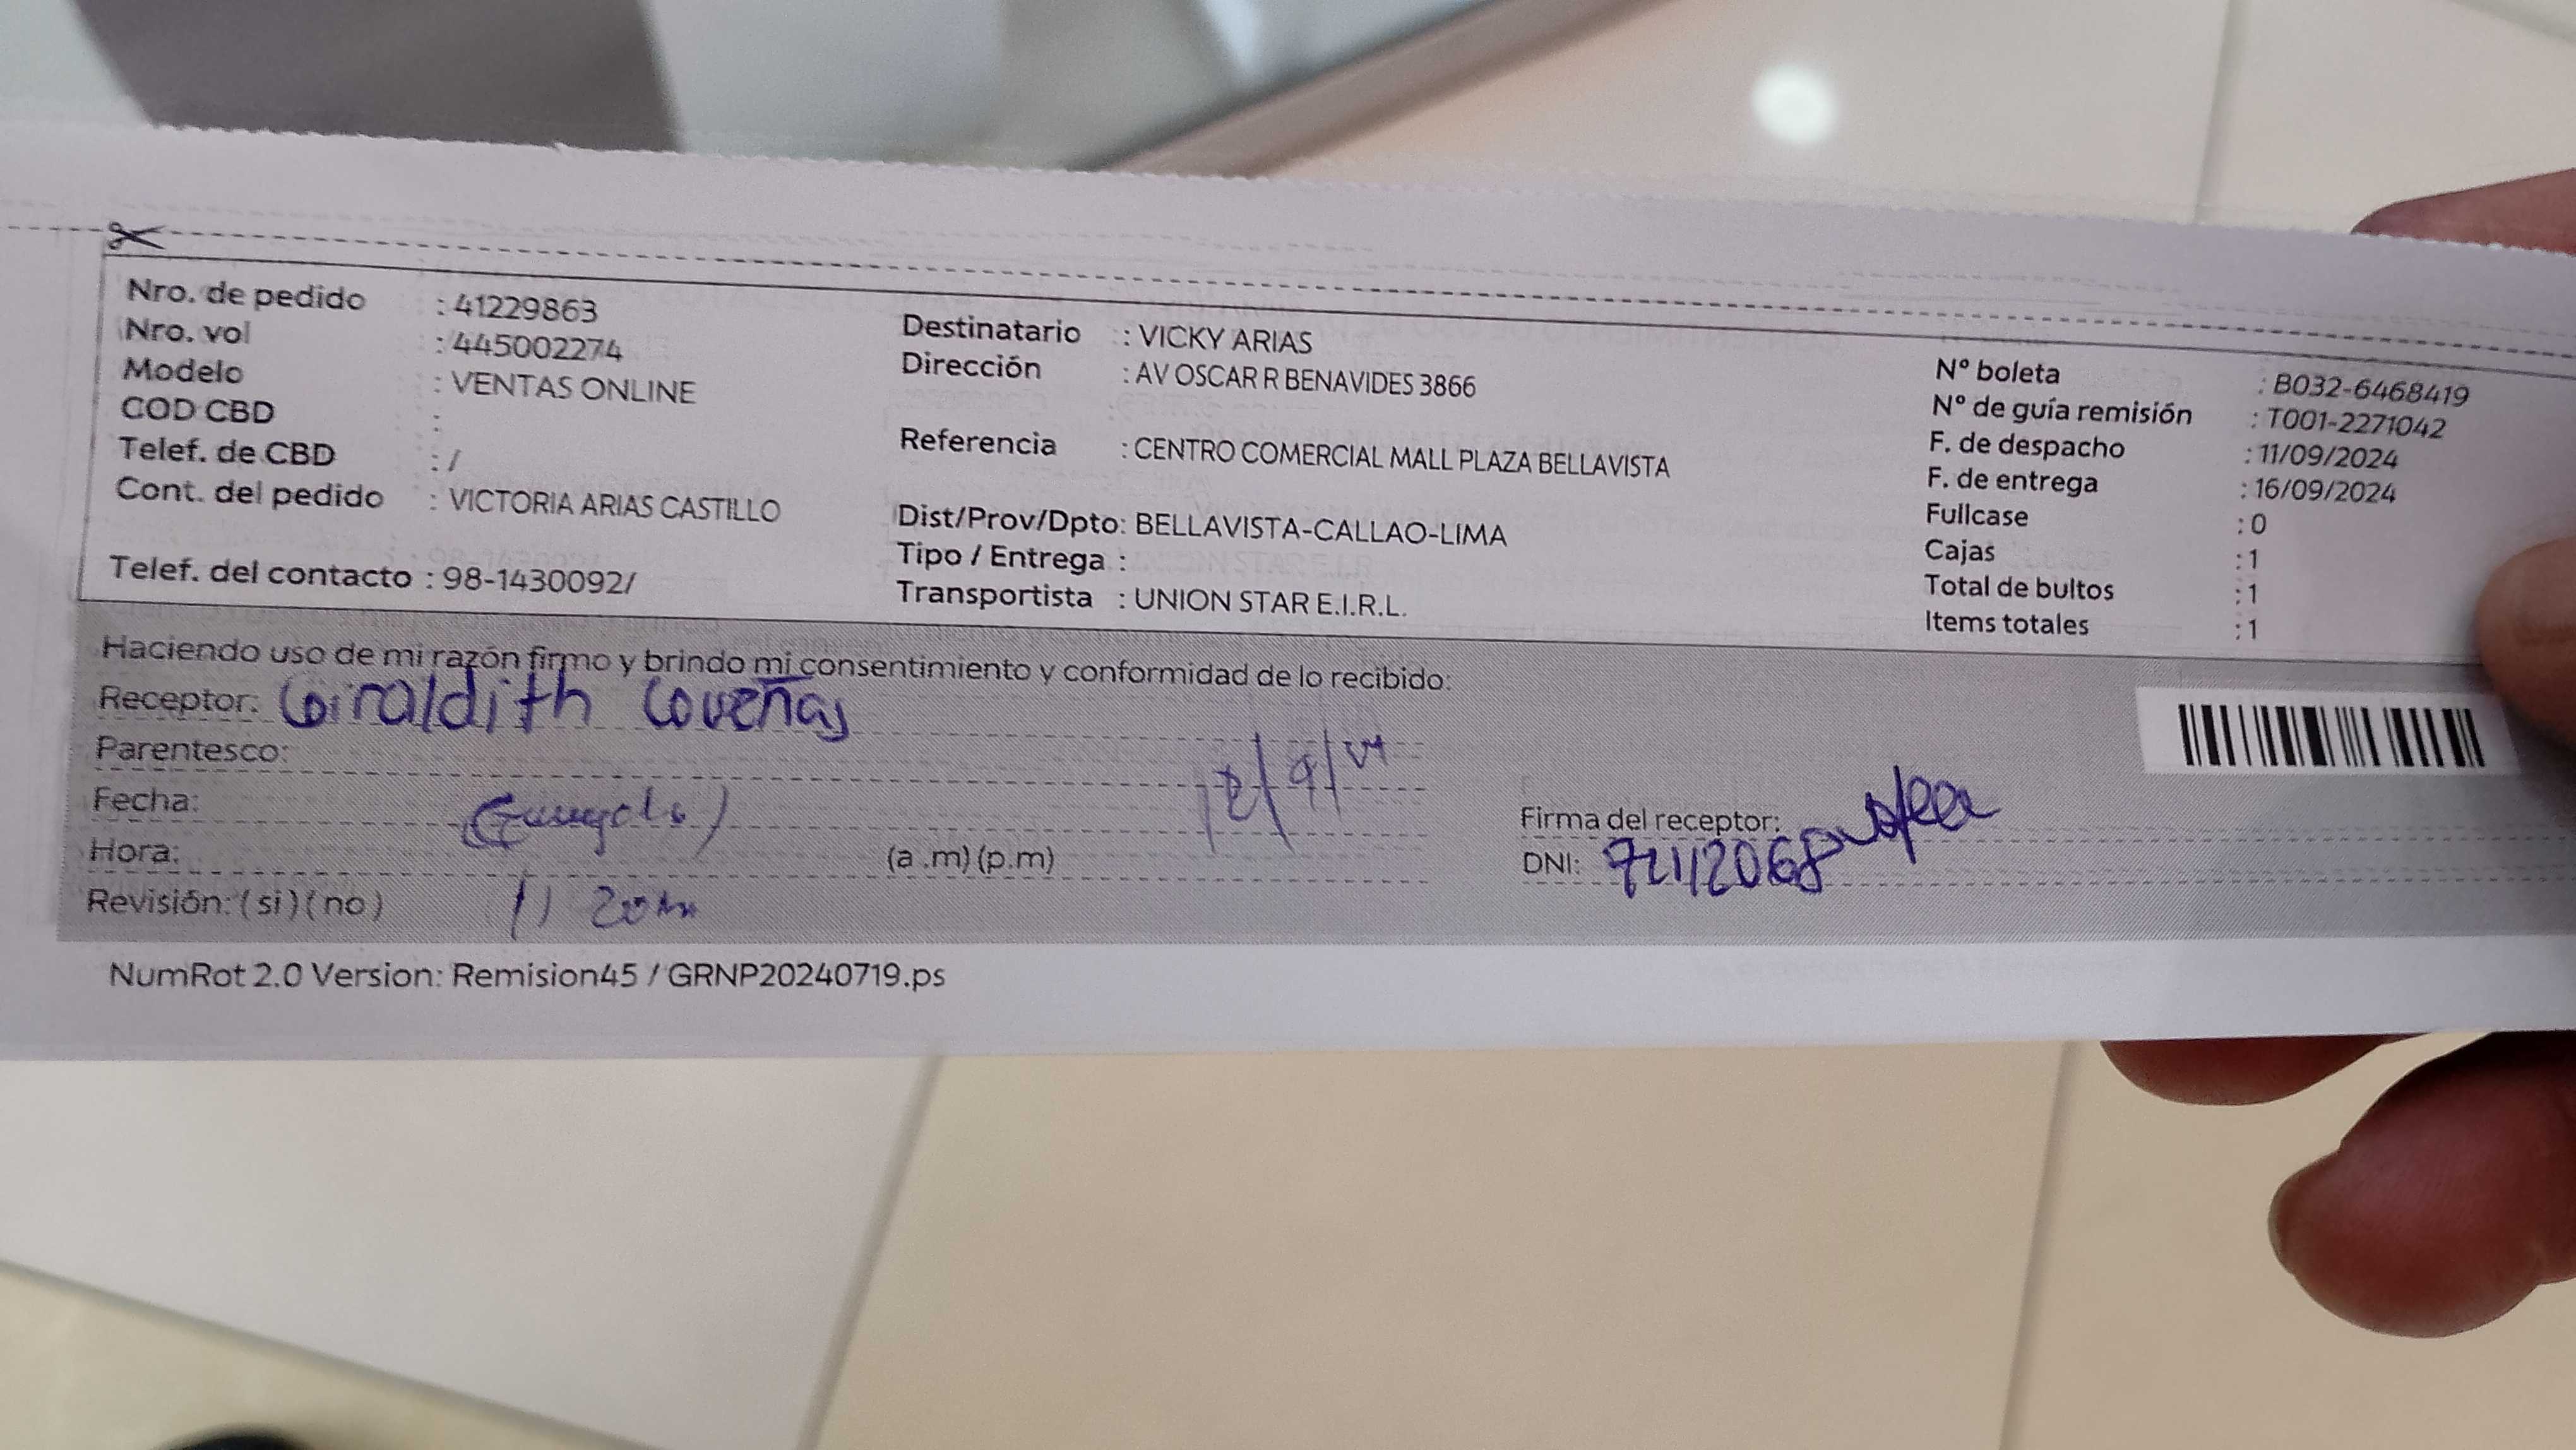 Nro. de pedido : 41229863
Nro. vol : 445002274
Modelo : VENTAS ONLINE
COD CBD :
Telef. de CBD : /
Cont. del pedido : VICTORIA ARIAS CASTILLO
Telef. del contacto : 98-1430092/
Destinatario : VICKY ARIAS
Dirección : AV OSCAR R BENAVIDES 3866
Referencia : CENTRO COMERCIAL MALL PLAZA BELLAVISTA
Dist/Prov/Dpto: BELLAVISTA-CALLAO-LIMA
Tipo / Entrega :
Transportista : UNION STAR E.I.R.L.
Nº boleta : B032-6468419
Nº de guía remisión : T001-2271042
F. de despacho : 11/09/2024
F. de entrega : 16/09/2024
Fullcase : 0
Cajas : 1
Total de bultos : 1
Items totales : 1
Haciendo uso de mi razón firmo y brindo mi consentimiento y conformidad de lo recibido:
Receptor: Giraldith Coveñas
Parentesco:
Fecha: 12/9/24
Hora: (a .m) (p.m)
Revisión: ( si ) ( no )
Firma del receptor:
DNI: 72112068
NumRot 2.0 Version: Remision45 / GRNP20240719.ps